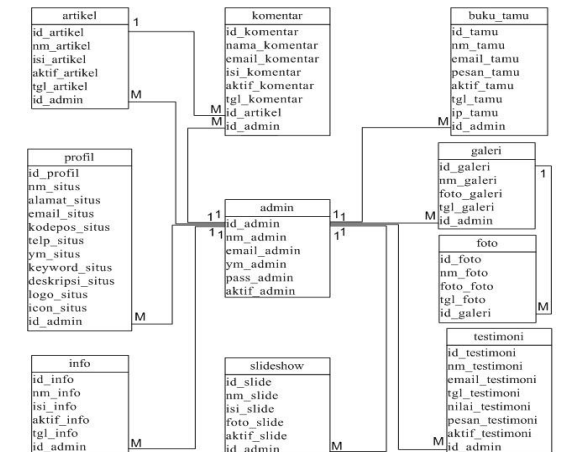 artikel
id_artikel
nm_artikel
isi_artikel
aktif_artikel
tgl_artikel
id_admin
1
M
komentar
id_komentar
nama_komentar
email_komentar
isi_komentar
aktif_komentar
tgl_komentar
id_artikel
id_admin
M
M
buku_tamu
id_tamu
nm_tamu
email_tamu
pesan_tamu
aktif_tamu
tgl_tamu
ip_tamu
id_admin
M
profil
id_profil
nm_situs
alamat_situs
email_situs
kodepos_situs
telp_situs
ym_situs
keyword_situs
deskripsi_situs
logo_situs
icon_situs
id_admin
M
admin
id_admin
nm_admin
email_admin
ym_admin
pass_admin
aktif_admin
1
1
1
1
1
1
1
1
galeri
id_galeri
nm_galeri
foto_galeri
tgl_galeri
id_admin
1
M
foto
id_foto
nm_foto
foto_foto
tgl_foto
id_galeri
M
info
id_info
nm_info
isi_info
aktif_info
tgl_info
id_admin
M
slideshow
id_slide
nm_slide
isi_slide
foto_slide
aktif_slide
id_admin
M
testimoni
id_testimoni
nm_testimoni
email_testimoni
tgl_testimoni
nilai_testimoni
pesan_testimoni
aktif_testimoni
id_admin
M